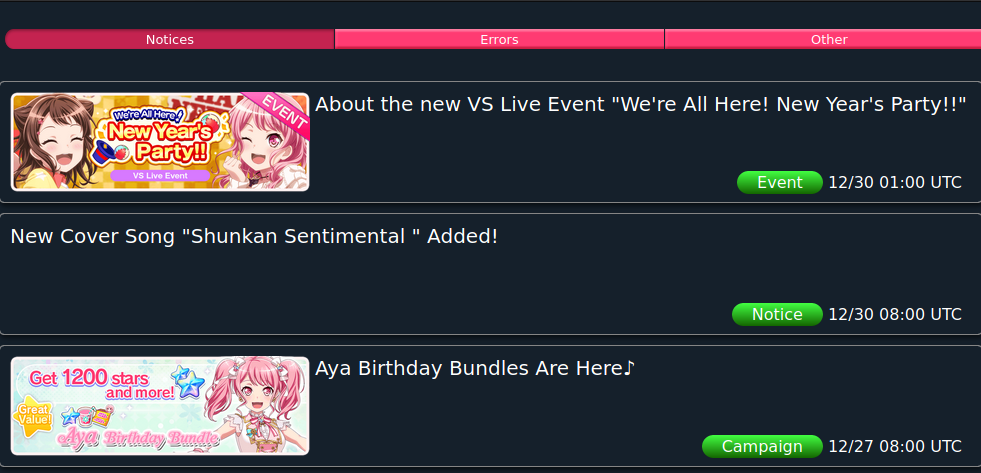 Notices
Errors
Other
We're All Here!
New Year's
Party!!
VS Live Event
EVENT
About the new VS Live Event "We're All Here! New Year's Party!!"
Event 12/30 01:00 UTC
New Cover Song "Shunkan Sentimental " Added!
Notice 12/30 08:00 UTC
Get 1200 stars
and more!
Great
Value!
Aya Birthday Bundle
Aya Birthday Bundles Are Here♪
Campaign 12/27 08:00 UTC